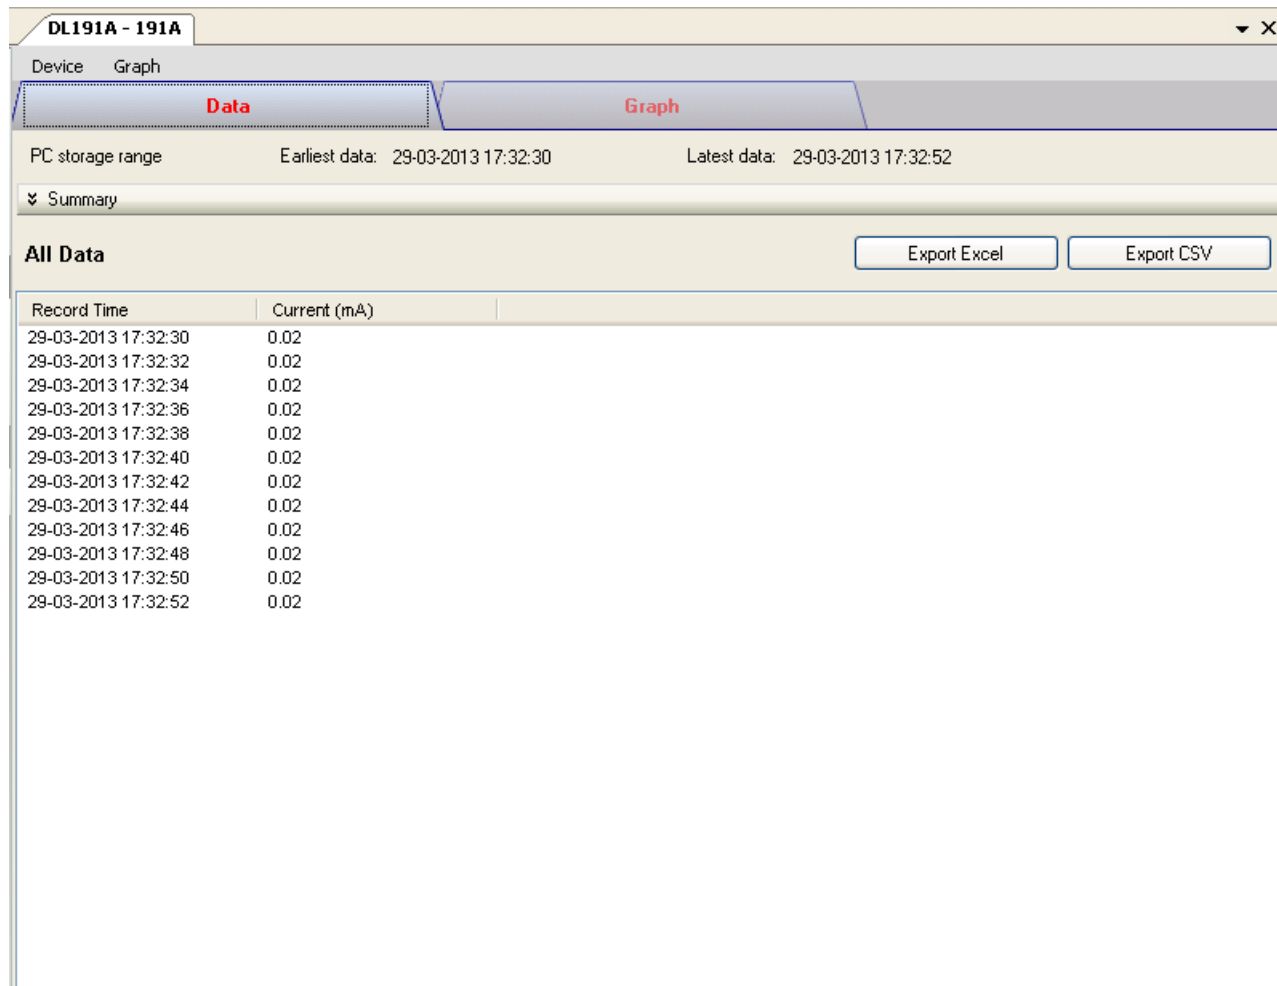 DL191A - 191A
Device Graph
Data Graph
PC storage range Earliest data: 29-03-2013 17:32:30 Latest data: 29-03-2013 17:32:52
Summary
All Data Export Excel Export CSV
Record Time Current (mA)
29-03-2013 17:32:30 0.02
29-03-2013 17:32:32 0.02
29-03-2013 17:32:34 0.02
29-03-2013 17:32:36 0.02
29-03-2013 17:32:38 0.02
29-03-2013 17:32:40 0.02
29-03-2013 17:32:42 0.02
29-03-2013 17:32:44 0.02
29-03-2013 17:32:46 0.02
29-03-2013 17:32:48 0.02
29-03-2013 17:32:50 0.02
29-03-2013 17:32:52 0.02